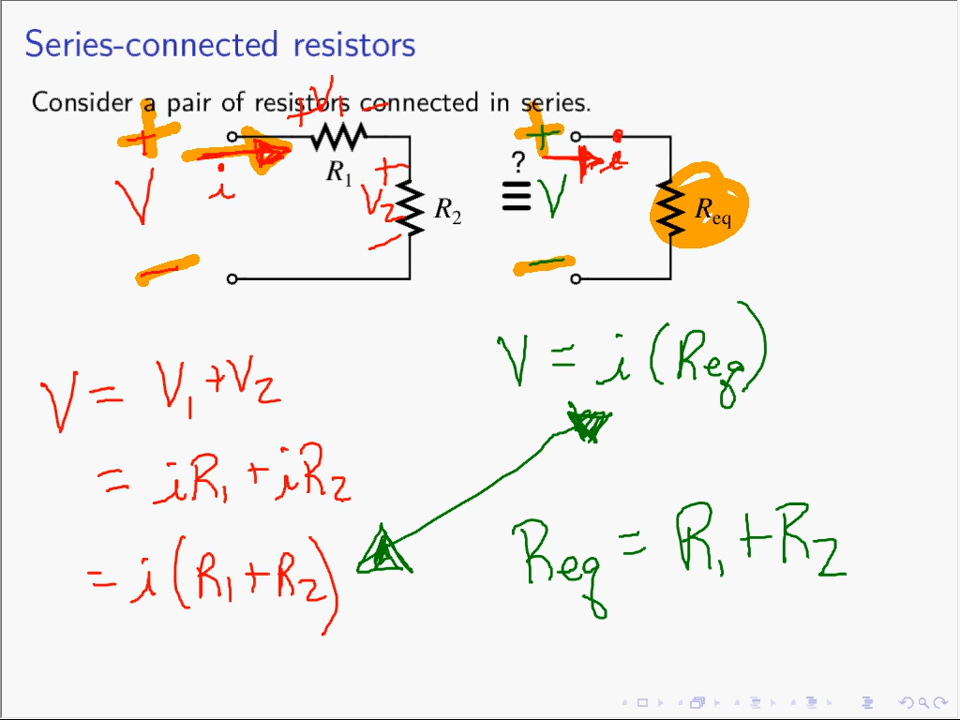 Series-connected resistors
Consider a pair of resistors connected in series.
+ V1 −
+ V −
i
R1
+ V2 −
R2
?
≡
+ V −
i
Req
V = V1 + V2
= iR1 + iR2
= i(R1 + R2)
V = i(Req)
Req = R1 + R2